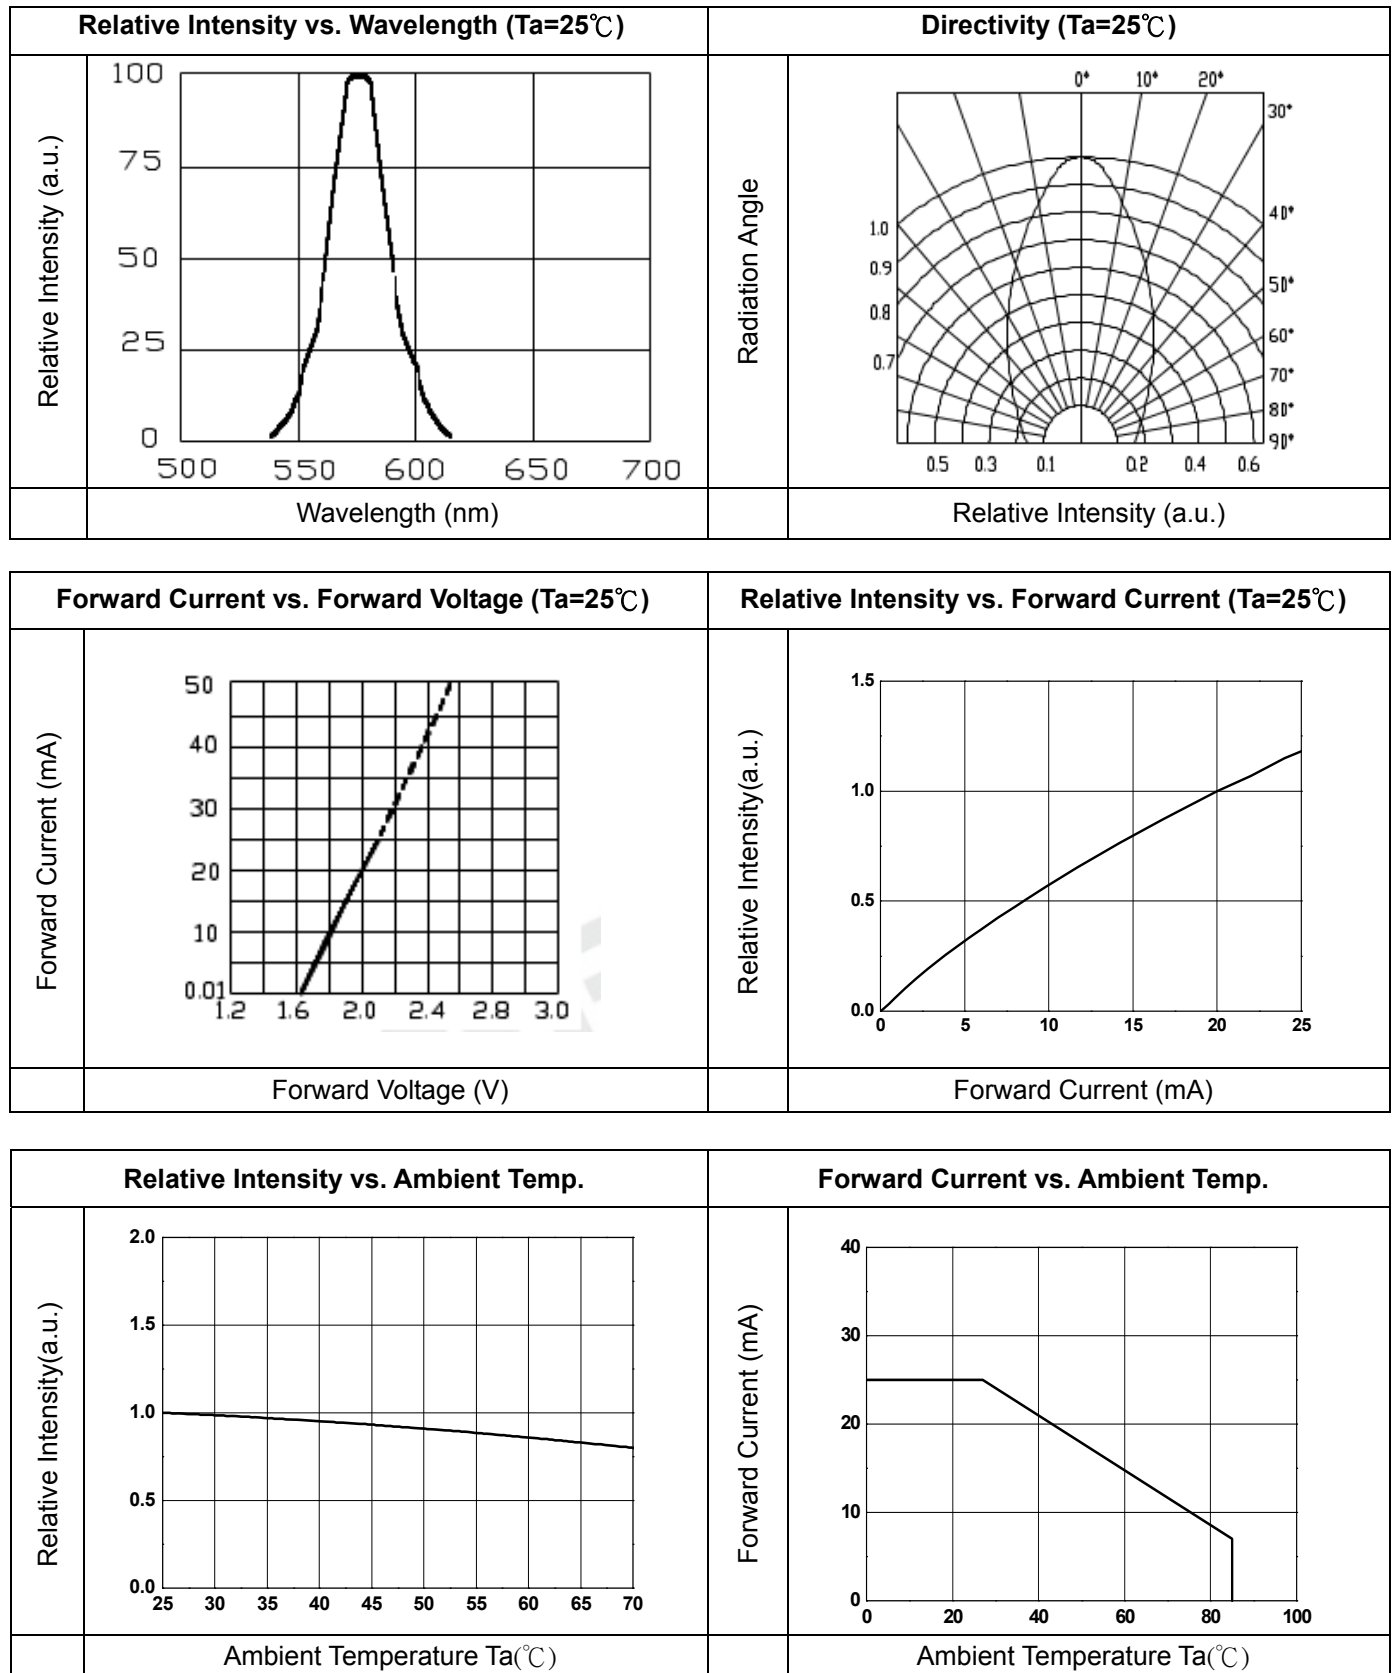 Relative Intensity vs. Wavelength (Ta=25℃)
Directivity (Ta=25℃)
Relative Intensity (a.u.)
100
75
50
25
0
500 550 600 650 700
Radiation Angle
0° 10° 20°
30°
40°
50°
60°
70°
80°
90°
1.0
0.9
0.8
0.7
0.5 0.3 0.1 0.2 0.4 0.6
Wavelength (nm)
Relative Intensity (a.u.)
Forward Current vs. Forward Voltage (Ta=25℃)
Relative Intensity vs. Forward Current (Ta=25℃)
Forward Current (mA)
50
40
30
20
10
0.01
1.2 1.6 2.0 2.4 2.8 3.0
Relative Intensity(a.u.)
1.5
1.0
0.5
0.0
0 5 10 15 20 25
Forward Voltage (V)
Forward Current (mA)
Relative Intensity vs. Ambient Temp.
Forward Current vs. Ambient Temp.
Relative Intensity(a.u.)
2.0
1.5
1.0
0.5
0.0
25 30 35 40 45 50 55 60 65 70
Forward Current (mA)
40
30
20
10
0
0 20 40 60 80 100
Ambient Temperature Ta(℃)
Ambient Temperature Ta(℃)